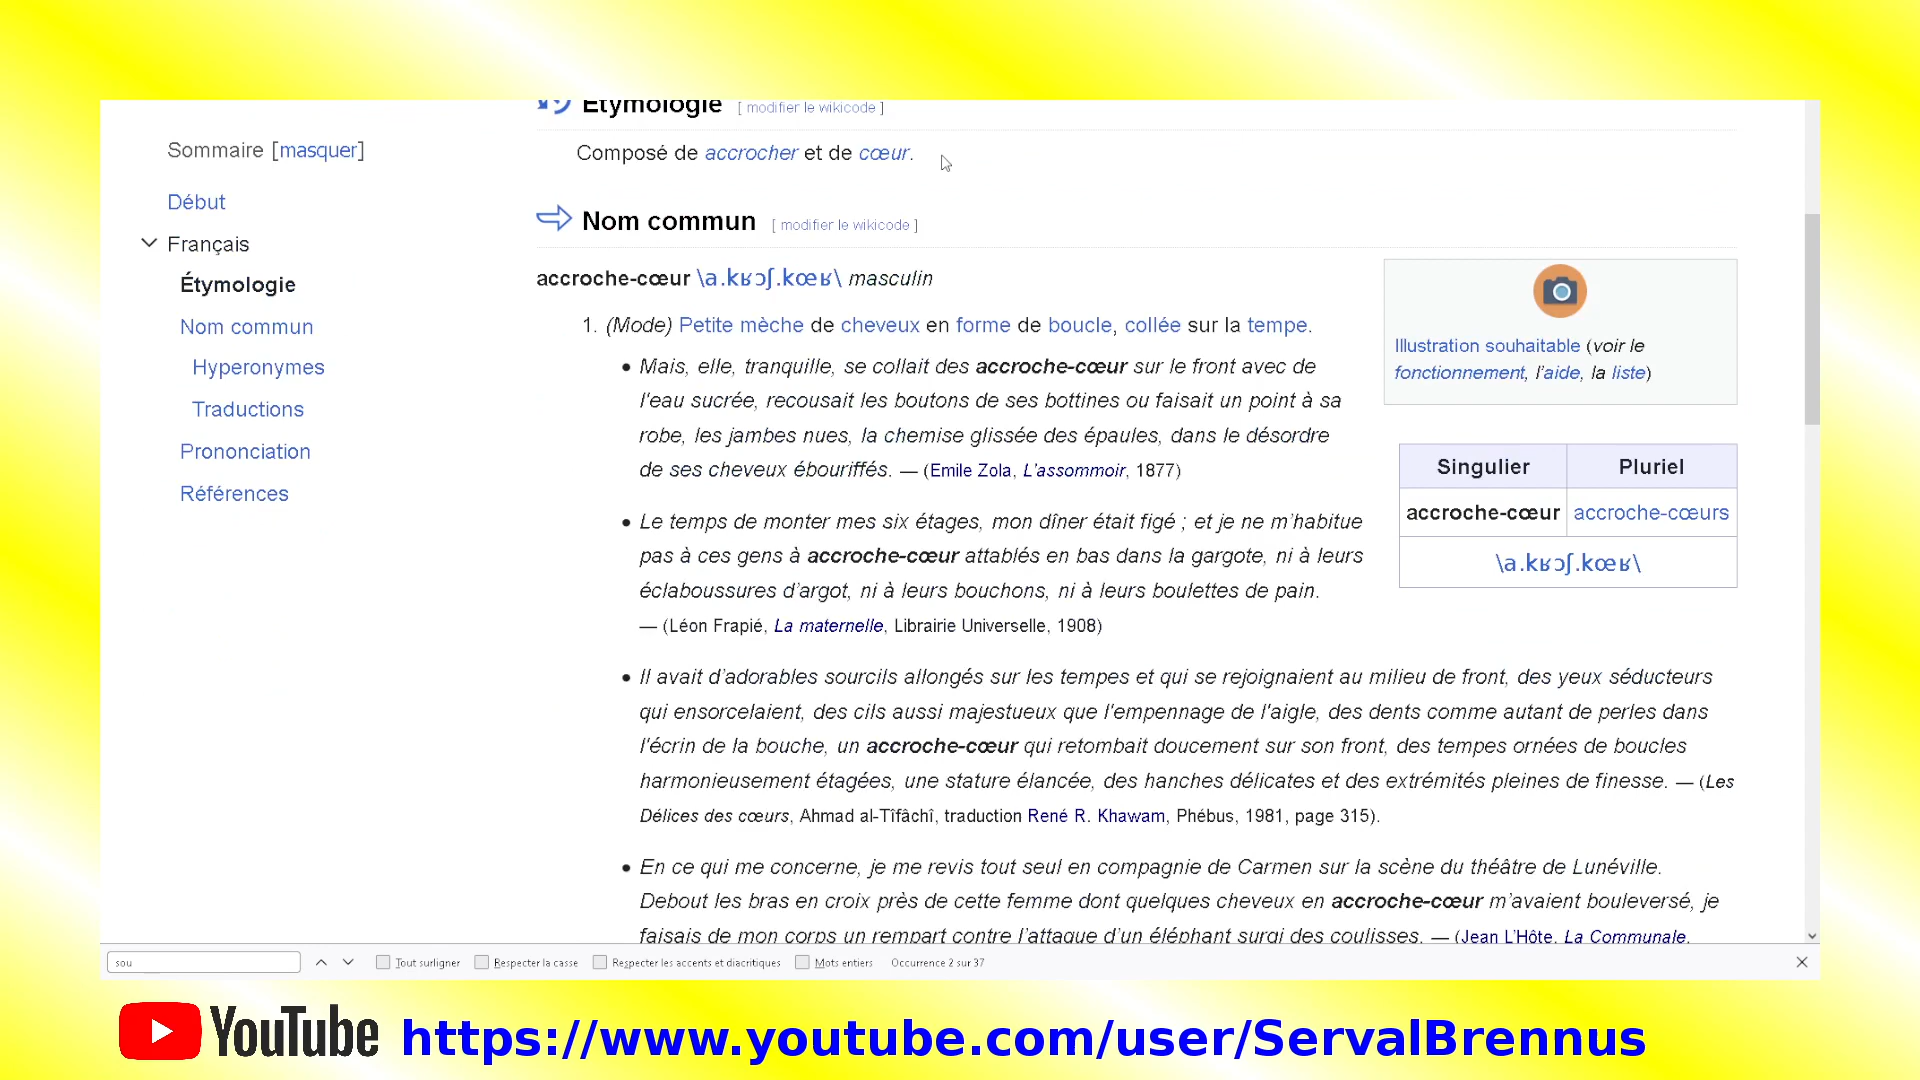 Étymologie [ modifier le wikicode ]
Sommaire [masquer]
Composé de accrocher et de cœur.
Début
Nom commun [ modifier le wikicode ]
Français
Étymologie
Nom commun
Hyperonymes
Traductions
Prononciation
Références
accroche-cœur \a.kʁɔʃ.kœʁ\ masculin
1. (Mode) Petite mèche de cheveux en forme de boucle, collée sur la tempe.
• Mais, elle, tranquille, se collait des accroche-cœur sur le front avec de
l'eau sucrée, recousait les boutons de ses bottines ou faisait un point à sa
robe, les jambes nues, la chemise glissée des épaules, dans le désordre
de ses cheveux ébouriffés. — (Emile Zola, L'assommoir, 1877)
• Le temps de monter mes six étages, mon dîner était figé ; et je ne m'habitue
pas à ces gens à accroche-cœur attablés en bas dans la gargote, ni à leurs
éclaboussures d'argot, ni à leurs bouchons, ni à leurs boulettes de pain.
— (Léon Frapié, La maternelle, Librairie Universelle, 1908)
• Il avait d'adorables sourcils allongés sur les tempes et qui se rejoignaient au milieu de front, des yeux séducteurs
qui ensorcelaient, des cils aussi majestueux que l'empennage de l'aigle, des dents comme autant de perles dans
l'écrin de la bouche, un accroche-cœur qui retombait doucement sur son front, des tempes ornées de boucles
harmonieusement étagées, une stature élancée, des hanches délicates et des extrémités pleines de finesse. — (Les
Délices des cœurs, Ahmad al-Tîfâchî, traduction René R. Khawam, Phébus, 1981, page 315).
• En ce qui me concerne, je me revis tout seul en compagnie de Carmen sur la scène du théâtre de Lunéville.
Debout les bras en croix près de cette femme dont quelques cheveux en accroche-cœur m'avaient bouleversé, je
faisais de mon corps un rempart contre l'attaque d'un éléphant surgi des coulisses. — (Jean L'Hôte, La Communale,
Illustration souhaitable (voir le
fonctionnement, l'aide, la liste)
Singulier Pluriel
accroche-cœur accroche-cœurs
\a.kʁɔʃ.kœʁ\
sou
Tout surligner
Respecter la casse
Respecter les accents et diacritiques
Mots entiers
Occurrence 2 sur 37
YouTube https://www.youtube.com/user/ServalBrennus